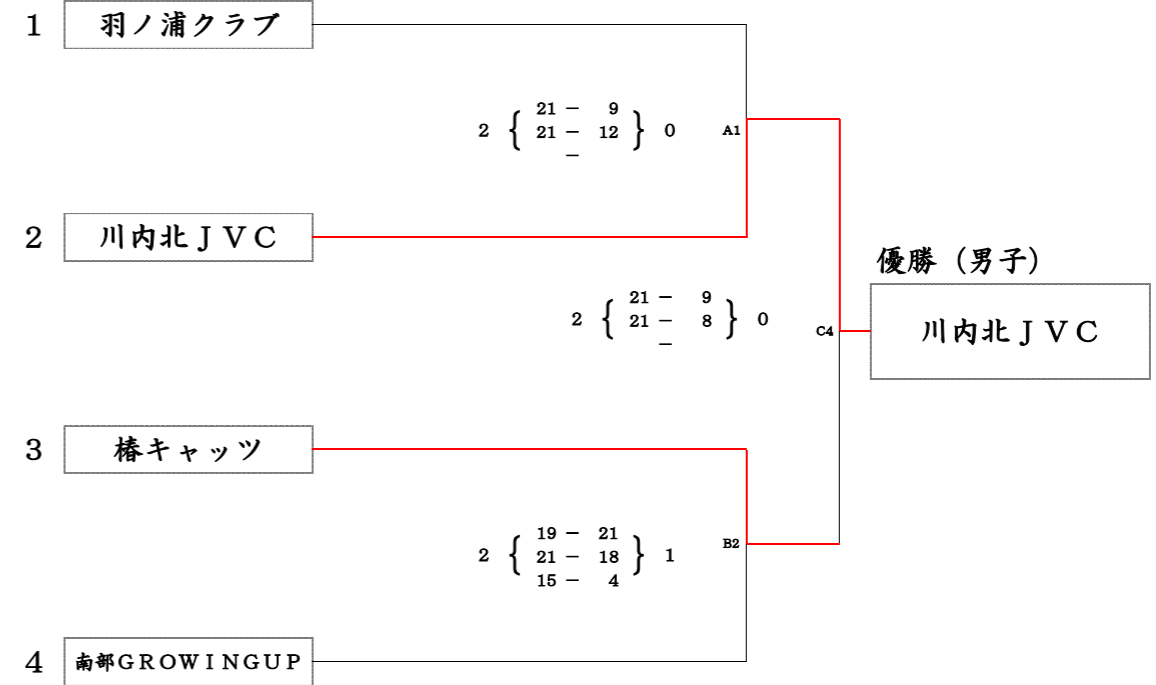 1 羽ノ浦クラブ
21 － 9
2 { 21 － 12 } 0 A1
－
2 川内北ＪＶＣ
優勝（男子）
21 － 9
2 { 21 － 8 } 0 C4
－
川内北ＪＶＣ
3 椿キャッツ
19 － 21
2 { 21 － 18 } 1 B2
15 － 4
4 南部ＧＲＯＷＩＮＧＵＰ